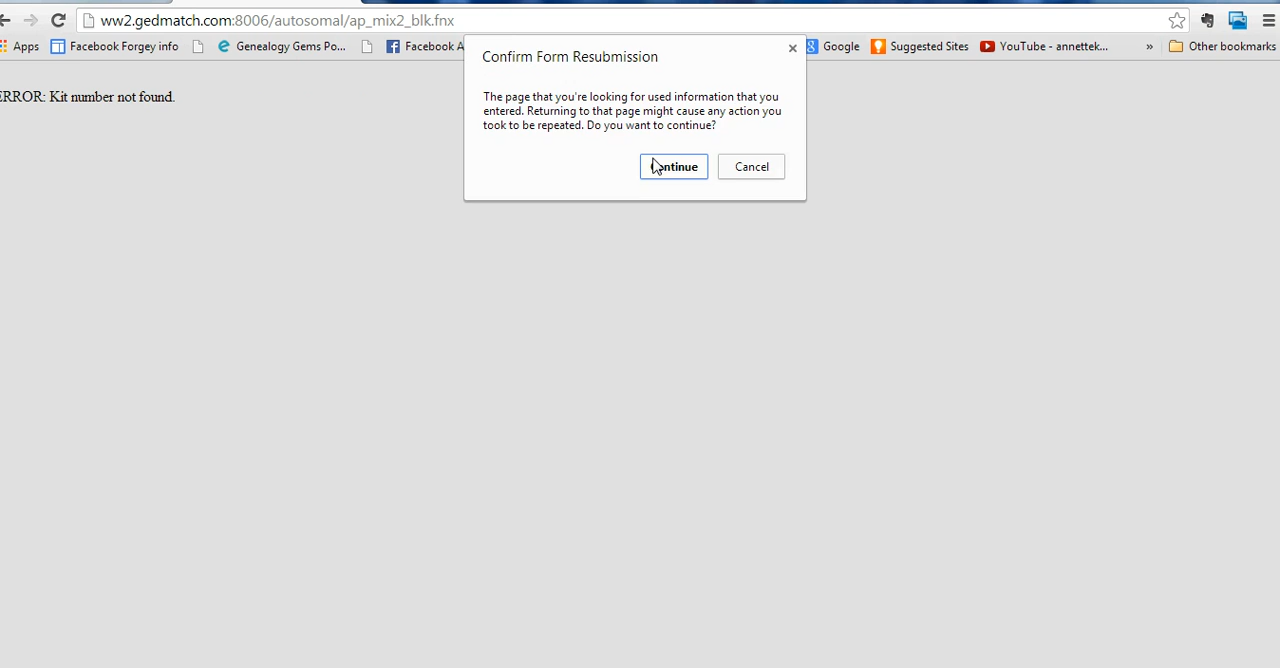 ww2.gedmatch.com:8006/autosomal/ap_mix2_blk.fnx
Apps Facebook Forgey info Genealogy Gems Po... Facebook A Google Suggested Sites YouTube - annettek... » Other bookmarks
ERROR: Kit number not found.
Confirm Form Resubmission
The page that you're looking for used information that you
entered. Returning to that page might cause any action you
took to be repeated. Do you want to continue?
Continue Cancel